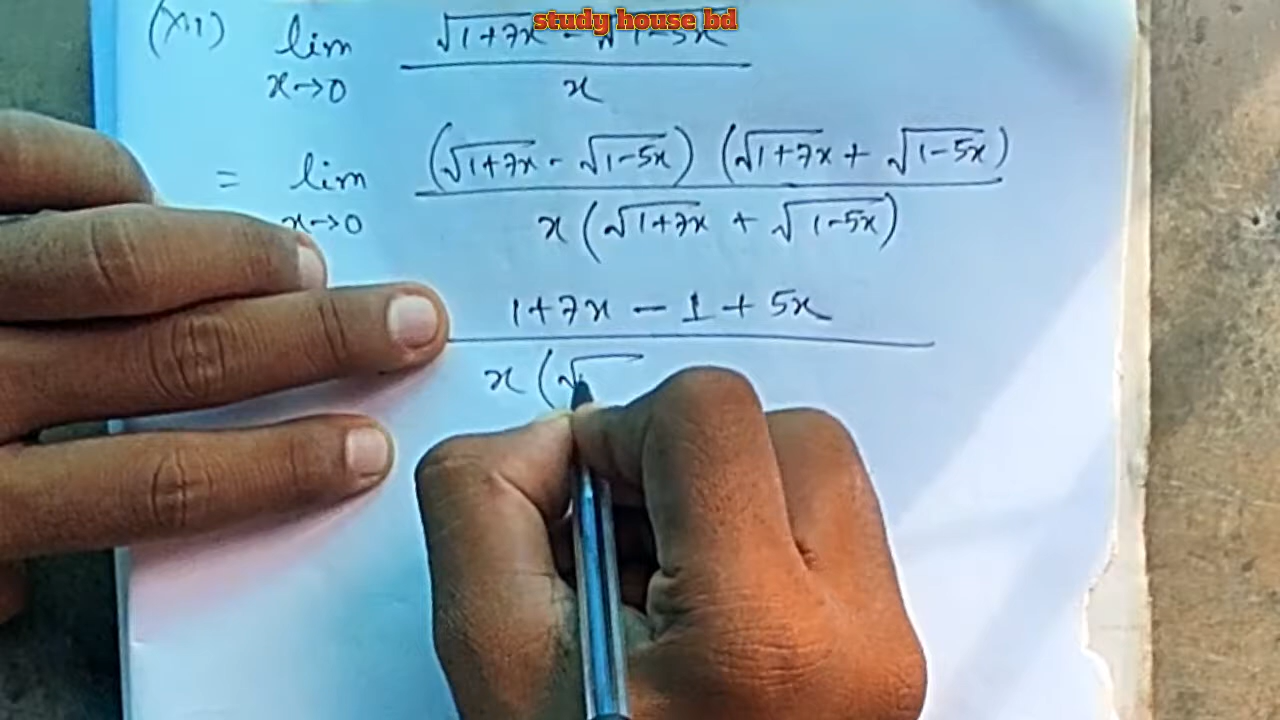 study house bd
(xii) lim √1+7x - √1-5x
x→0 x
= lim (√1+7x - √1-5x) (√1+7x + √1-5x)
x→0 x (√1+7x + √1-5x)
1+7x - 1 + 5x
x (√